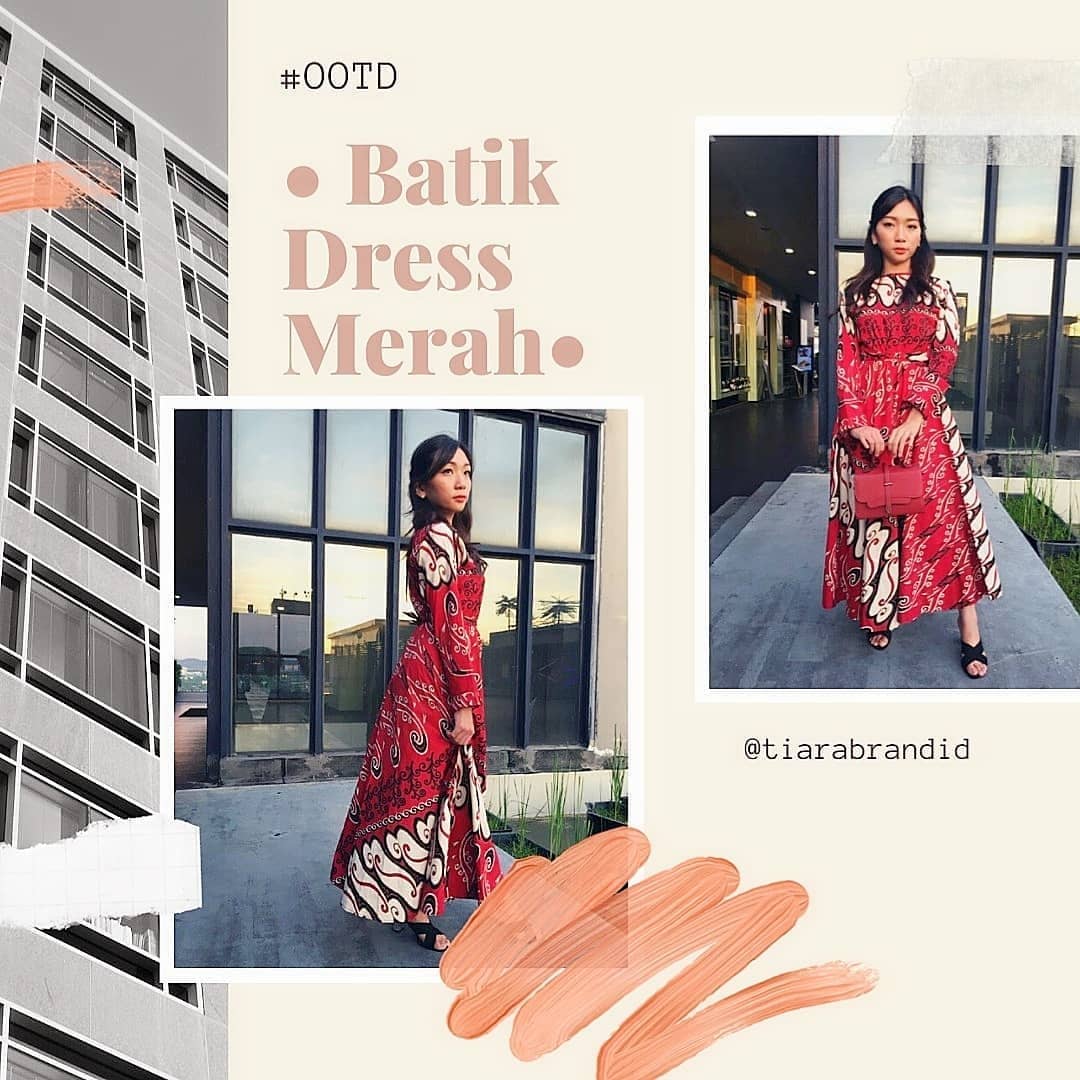 #OOTD
• Batik
Dress
Merah•
@tiarabrandid